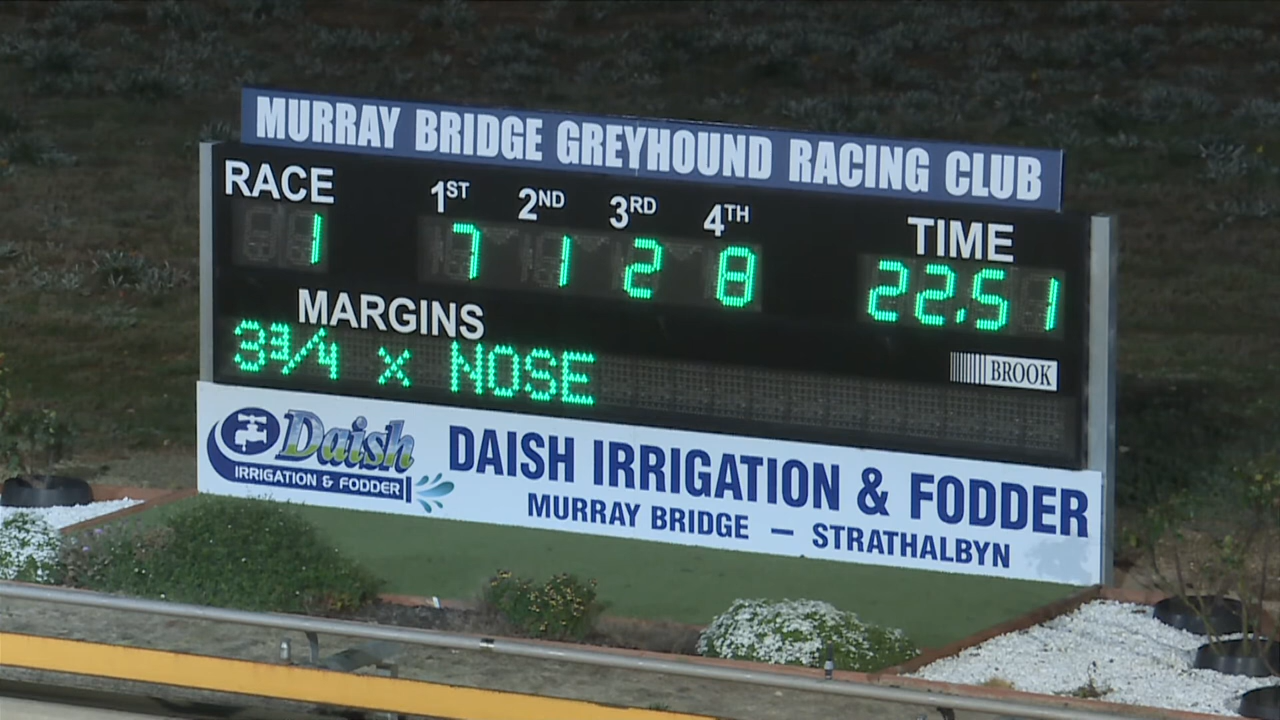 MURRAY BRIDGE GREYHOUND RACING CLUB
RACE 1ST 2ND 3RD 4TH TIME
1 7 1 2 8 22.51
MARGINS
3 3/4 x NOSE
BROOK
Daish
IRRIGATION & FODDER
DAISH IRRIGATION & FODDER
MURRAY BRIDGE — STRATHALBYN